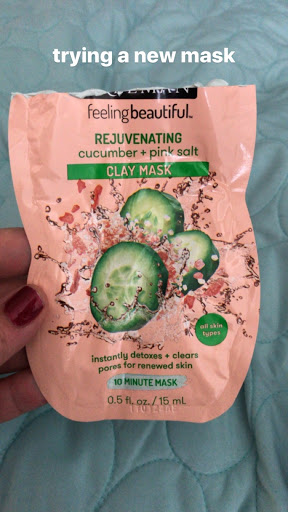 trying a new mask
feelingbeautiful™
REJUVENATING
cucumber + pink salt
CLAY MASK
all skin
types
instantly detoxes + clears
pores for renewed skin
10 MINUTE MASK
0.5 fl. oz. / 15 mL